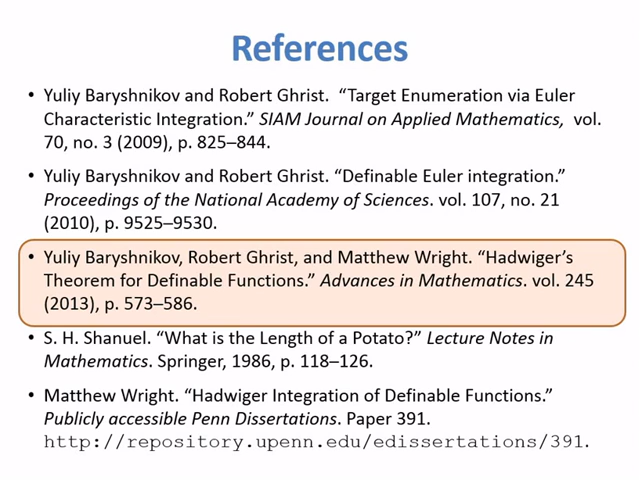 References
• Yuliy Baryshnikov and Robert Ghrist. “Target Enumeration via Euler
Characteristic Integration.” SIAM Journal on Applied Mathematics, vol.
70, no. 3 (2009), p. 825–844.
• Yuliy Baryshnikov and Robert Ghrist. “Definable Euler integration.”
Proceedings of the National Academy of Sciences. vol. 107, no. 21
(2010), p. 9525–9530.
• Yuliy Baryshnikov, Robert Ghrist, and Matthew Wright. “Hadwiger’s
Theorem for Definable Functions.” Advances in Mathematics. vol. 245
(2013), p. 573–586.
• S. H. Shanuel. “What is the Length of a Potato?” Lecture Notes in
Mathematics. Springer, 1986, p. 118–126.
• Matthew Wright. “Hadwiger Integration of Definable Functions.”
Publicly accessible Penn Dissertations. Paper 391.
http://repository.upenn.edu/edissertations/391.